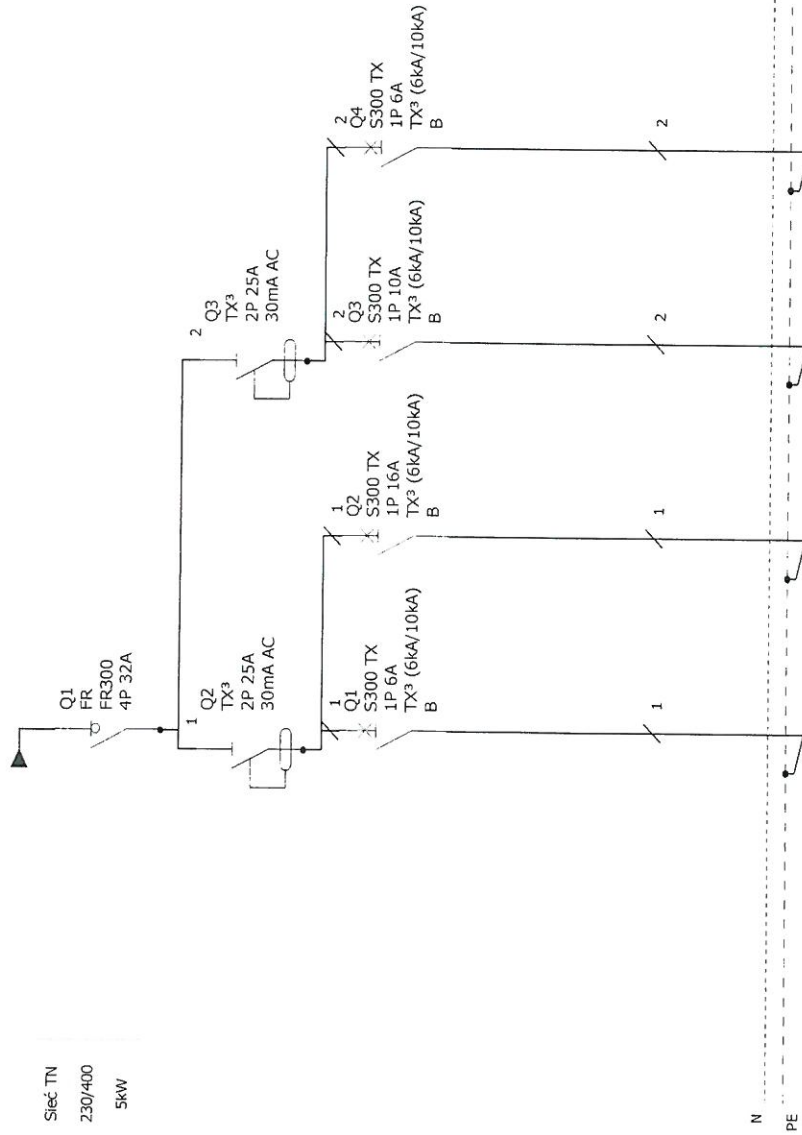 Sieć TN
230/400
5kW
Q1
FR
FR300
4P 32A
1
Q2
TX³
2P 25A
30mA AC
2
Q3
TX³
2P 25A
30mA AC
1
Q1
S300 TX
1P 6A
TX³ (6kA/10kA)
B
1
Q2
S300 TX
1P 16A
TX³ (6kA/10kA)
B
2
Q3
S300 TX
1P 10A
TX³ (6kA/10kA)
B
2
Q4
S300 TX
1P 6A
TX³ (6kA/10kA)
B
1
1
2
2
N
PE